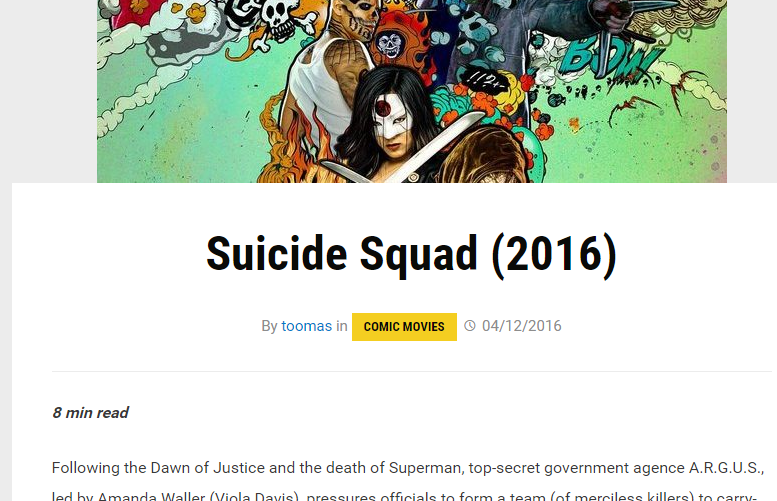 BOW
Suicide Squad (2016)
By toomas in COMIC MOVIES 04/12/2016
8 min read
Following the Dawn of Justice and the death of Superman, top-secret government agence A.R.G.U.S.,
led by Amanda Waller (Viola Davis), pressures officials to form a team (of merciless killers) to carry-